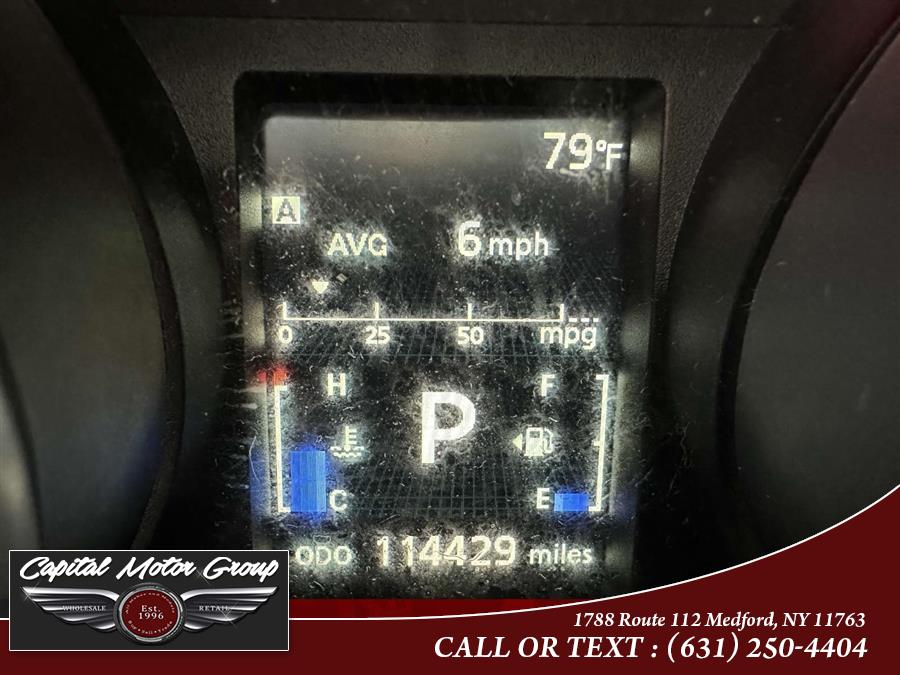 79°F
A
AVG 6 mph
0 25 50 mpg
H F
P
E
C E
ODO 114429 miles
Capital Motor Group
WHOLESALE Est. 1996 RETAIL
1788 Route 112 Medford, NY 11763
CALL OR TEXT : (631) 250-4404